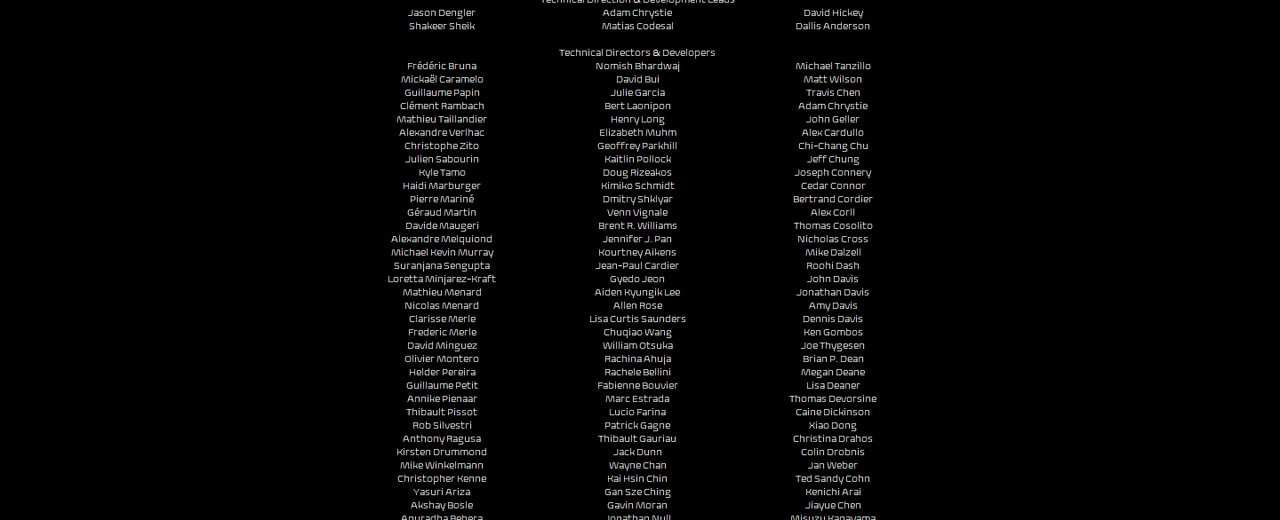 Technical Direction & Development Leads
Jason Dengler Adam Chrystie David Hickey
Shakeer Sheik Matias Codesal Dallis Anderson
Technical Directors & Developers
Frédéric Bruna Nomish Bhardwaj Michael Tanzillo
Mickaël Caramelo David Bui Matt Wilson
Guillaume Papin Julie Garcia Travis Chen
Clément Rambach Bert Laonipon Adam Chrystie
Mathieu Taillandier Henry Long John Geller
Alexandre Verlhac Elizabeth Muhm Alex Cardullo
Christophe Zito Geoffrey Parkhill Chi-Chang Chu
Julien Sabourin Kaitlin Pollock Jeff Chung
Kyle Tamo Doug Rizeakos Joseph Connery
Haidi Marburger Kimiko Schmidt Cedar Connor
Pierre Mariné Dmitry Shklyar Bertrand Cordier
Géraud Martin Venn Vignale Alex Corll
Davide Maugeri Brent R. Williams Thomas Cosolito
Alexandre Melquiond Jennifer J. Pan Nicholas Cross
Michael Kevin Murray Kourtney Aikens Mike Dalzell
Suranjana Sengupta Jean-Paul Cardier Roohi Dash
Loretta Minjarez-Kraft Gyedo Jeon John Davis
Mathieu Menard Aiden Kyungik Lee Jonathan Davis
Nicolas Menard Allen Rose Amy Davis
Clarisse Merle Lisa Curtis Saunders Dennis Davis
Frederic Merle Chuqiao Wang Ken Gombos
David Minguez William Otsuka Joe Thygesen
Olivier Montero Rachina Ahuja Brian P. Dean
Helder Pereira Rachele Bellini Megan Deane
Guillaume Petit Fabienne Bouvier Lisa Deaner
Annike Pienaar Marc Estrada Thomas Devorsine
Thibault Pissot Lucio Farina Caine Dickinson
Rob Silvestri Patrick Gagne Xiao Dong
Anthony Ragusa Thibault Gauriau Christina Drahos
Kirsten Drummond Jack Dunn Colin Drobnis
Mike Winkelmann Wayne Chan Jan Weber
Christopher Kenne Kai Hsin Chin Ted Sandy Cohn
Yasuri Ariza Gan Sze Ching Kenichi Arai
Akshay Bosle Gavin Moran Jiayue Chen
Anuradha Behera Jonathan Null Misuzu Kanayama